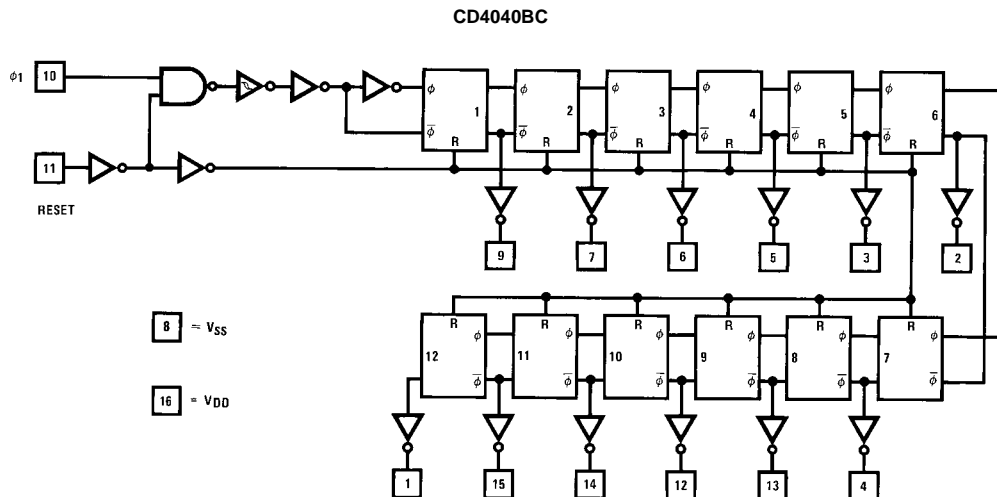 CD4040BC
ϕ1 10
ϕ ϕ ϕ ϕ ϕ ϕ
1 2 3 4 5 6
ϕ̅ ϕ̅ ϕ̅ ϕ̅ ϕ̅ ϕ̅
R R R R R R
11
RESET
9 7 6 5 3 2
8 = VSS
R R R R R R
ϕ ϕ ϕ ϕ ϕ ϕ
12 11 10 9 8 7
ϕ̅ ϕ̅ ϕ̅ ϕ̅ ϕ̅ ϕ̅
16 = VDD
1 15 14 12 13 4